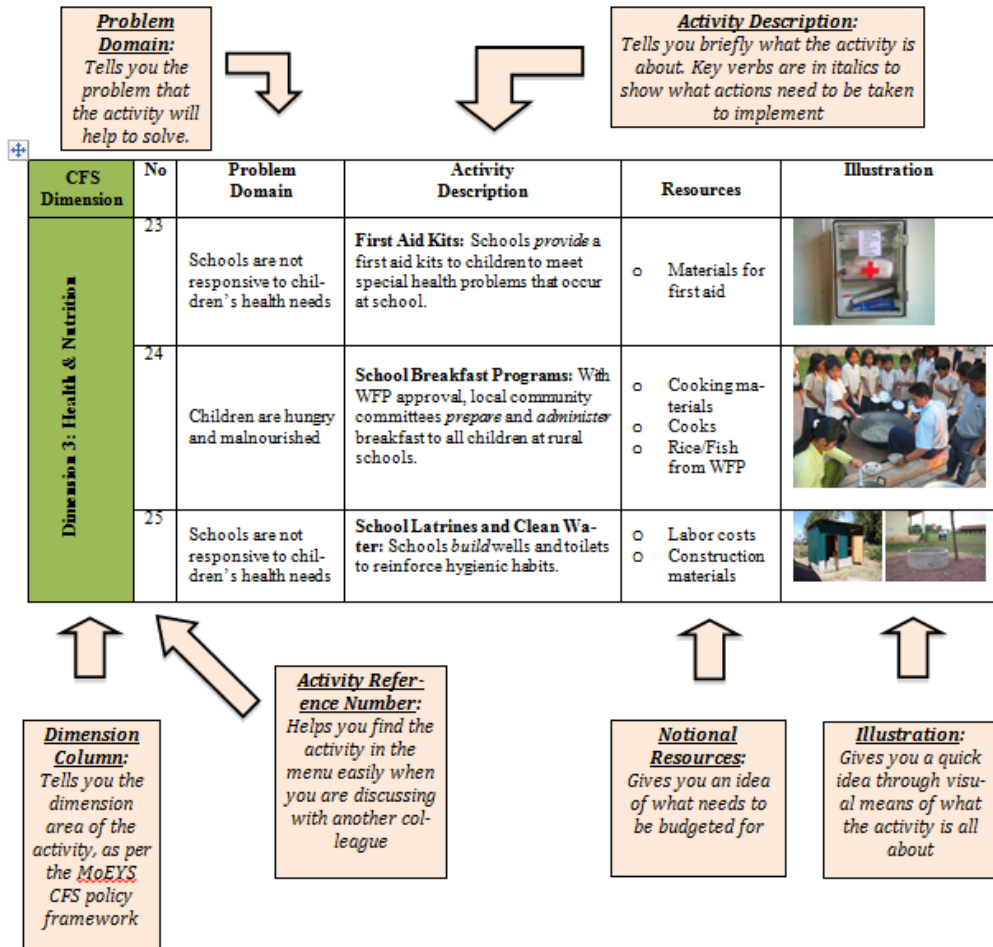 Problem
Domain:
Tells you the
problem that
the activity will
help to solve.
Activity Description:
Tells you briefly what the activity is
about. Key verbs are in italics to
show what actions need to be taken
to implement
CFS
Dimension
No
Problem
Domain
Activity
Description
Resources
Illustration
Dimension 3: Health & Nutrition
23
Schools are not
responsive to chil-
dren's health needs
First Aid Kits: Schools provide a
first aid kits to children to meet
special health problems that occur
at school.
o Materials for
first aid
24
Children are hungry
and malnourished
School Breakfast Programs: With
WFP approval, local community
committees prepare and administer
breakfast to all children at rural
schools.
o Cooking ma-
terials
o Cooks
o Rice/Fish
from WFP
25
Schools are not
responsive to chil-
dren's health needs
School Latrines and Clean Wa-
ter: Schools build wells and toilets
to reinforce hygienic habits.
o Labor costs
o Construction
materials
Dimension
Column:
Tells you the
dimension
area of the
activity, as per
the MoEYS
CFS policy
framework
Activity Refer-
ence Number:
Helps you find the
activity in the
menu easily when
you are discussing
with another col-
league
Notional
Resources:
Gives you an idea
of what needs to
be budgeted for
Illustration:
Gives you a quick
idea through visu-
al means of what
the activity is all
about